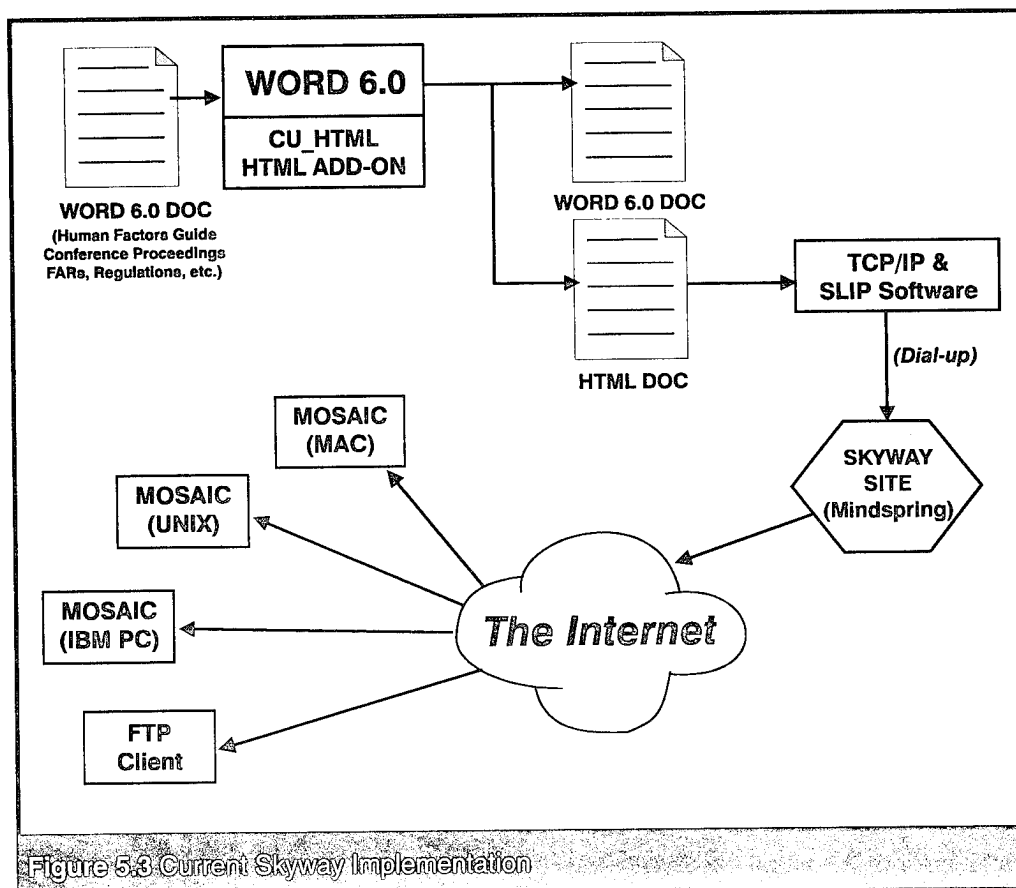 WORD 6.0
CU_HTML
HTML ADD-ON
WORD 6.0 DOC
(Human Factors Guide
Conference Proceedings
FARs, Regulations, etc.)
WORD 6.0 DOC
HTML DOC
TCP/IP &
SLIP Software
(Dial-up)
SKYWAY
SITE
(Mindspring)
The Internet
MOSAIC
(MAC)
MOSAIC
(UNIX)
MOSAIC
(IBM PC)
FTP
Client
Figure 5.3 Current Skyway Implementation